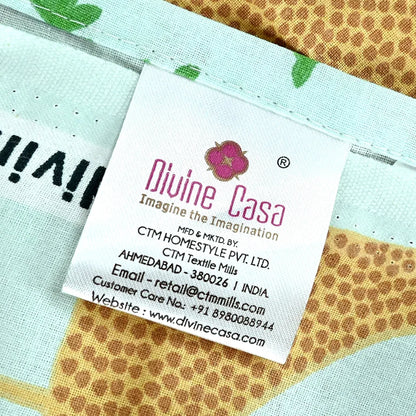 ®
Divine Casa
Imagine the Imagination
MFD & MKTD. BY.
CTM HOMESTYLE PVT. LTD.
CTM Textile Mills
AHMEDABAD - 380026 | INDIA.
Email - retail@ctmmills.com
Customer Care No.: +91 8980088944
Website : www.divinecasa.com